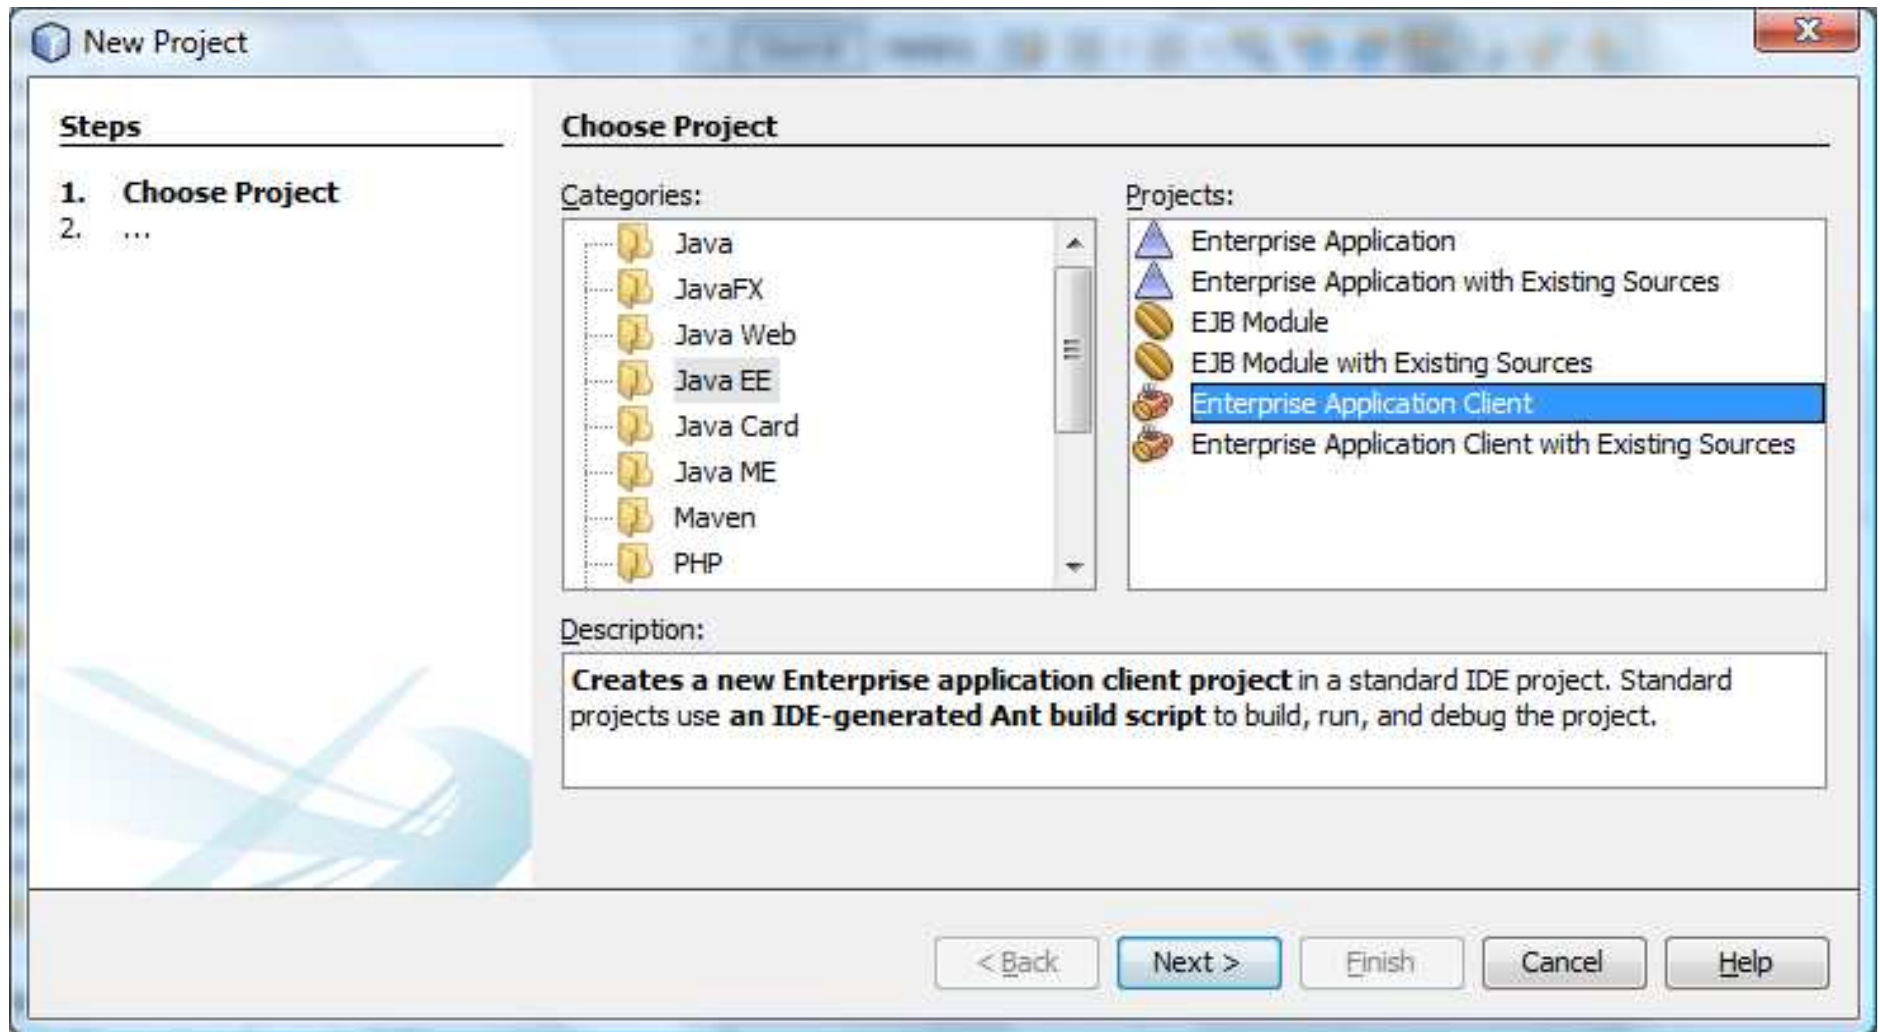 New Project
Steps
1. Choose Project
2. ...
Choose Project
Categories:
Java
JavaFX
Java Web
Java EE
Java Card
Java ME
Maven
PHP
Projects:
Enterprise Application
Enterprise Application with Existing Sources
EJB Module
EJB Module with Existing Sources
Enterprise Application Client
Enterprise Application Client with Existing Sources
Description:
Creates a new Enterprise application client project in a standard IDE project. Standard
projects use an IDE-generated Ant build script to build, run, and debug the project.
< Back
Next >
Finish
Cancel
Help